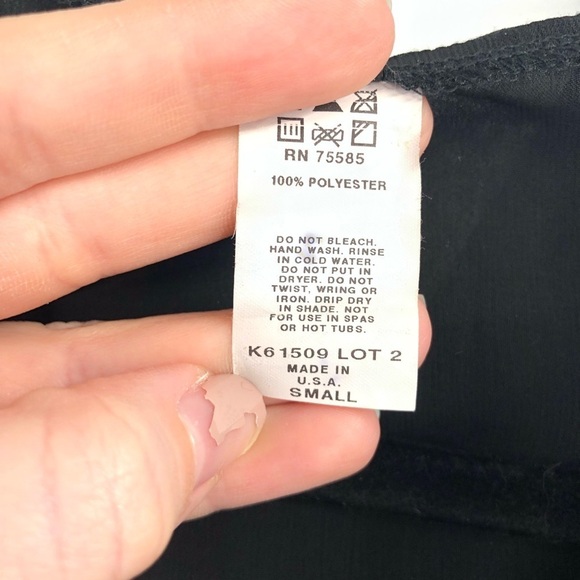 RN 75585
100% POLYESTER
DO NOT BLEACH.
HAND WASH. RINSE
IN COLD WATER.
DO NOT PUT IN
DRYER. DO NOT
TWIST, WRING OR
IRON. DRIP DRY
IN SHADE. NOT
FOR USE IN SPAS
OR HOT TUBS.
K61509 LOT 2
MADE IN
U.S.A.
SMALL